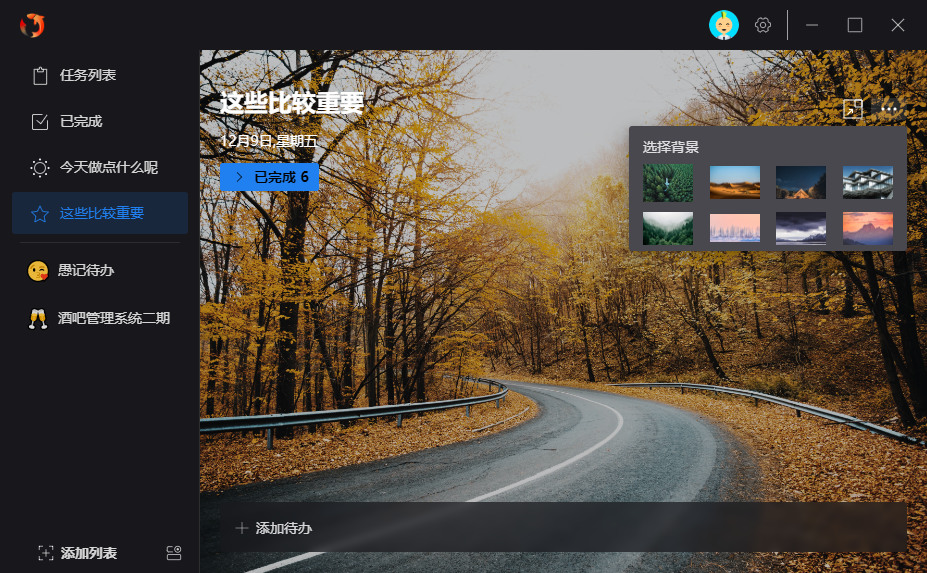 任务列表
已完成
今天做点什么呢
这些比较重要
愚记待办
酒吧管理系统二期
添加列表
这些比较重要
12月9日,星期五
已完成 6
选择背景
添加待办